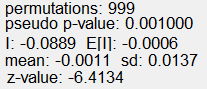 permutations: 999
pseudo p-value: 0.001000
I: -0.0889 E[I]: -0.0006
mean: -0.0011 sd: 0.0137
z-value: -6.4134